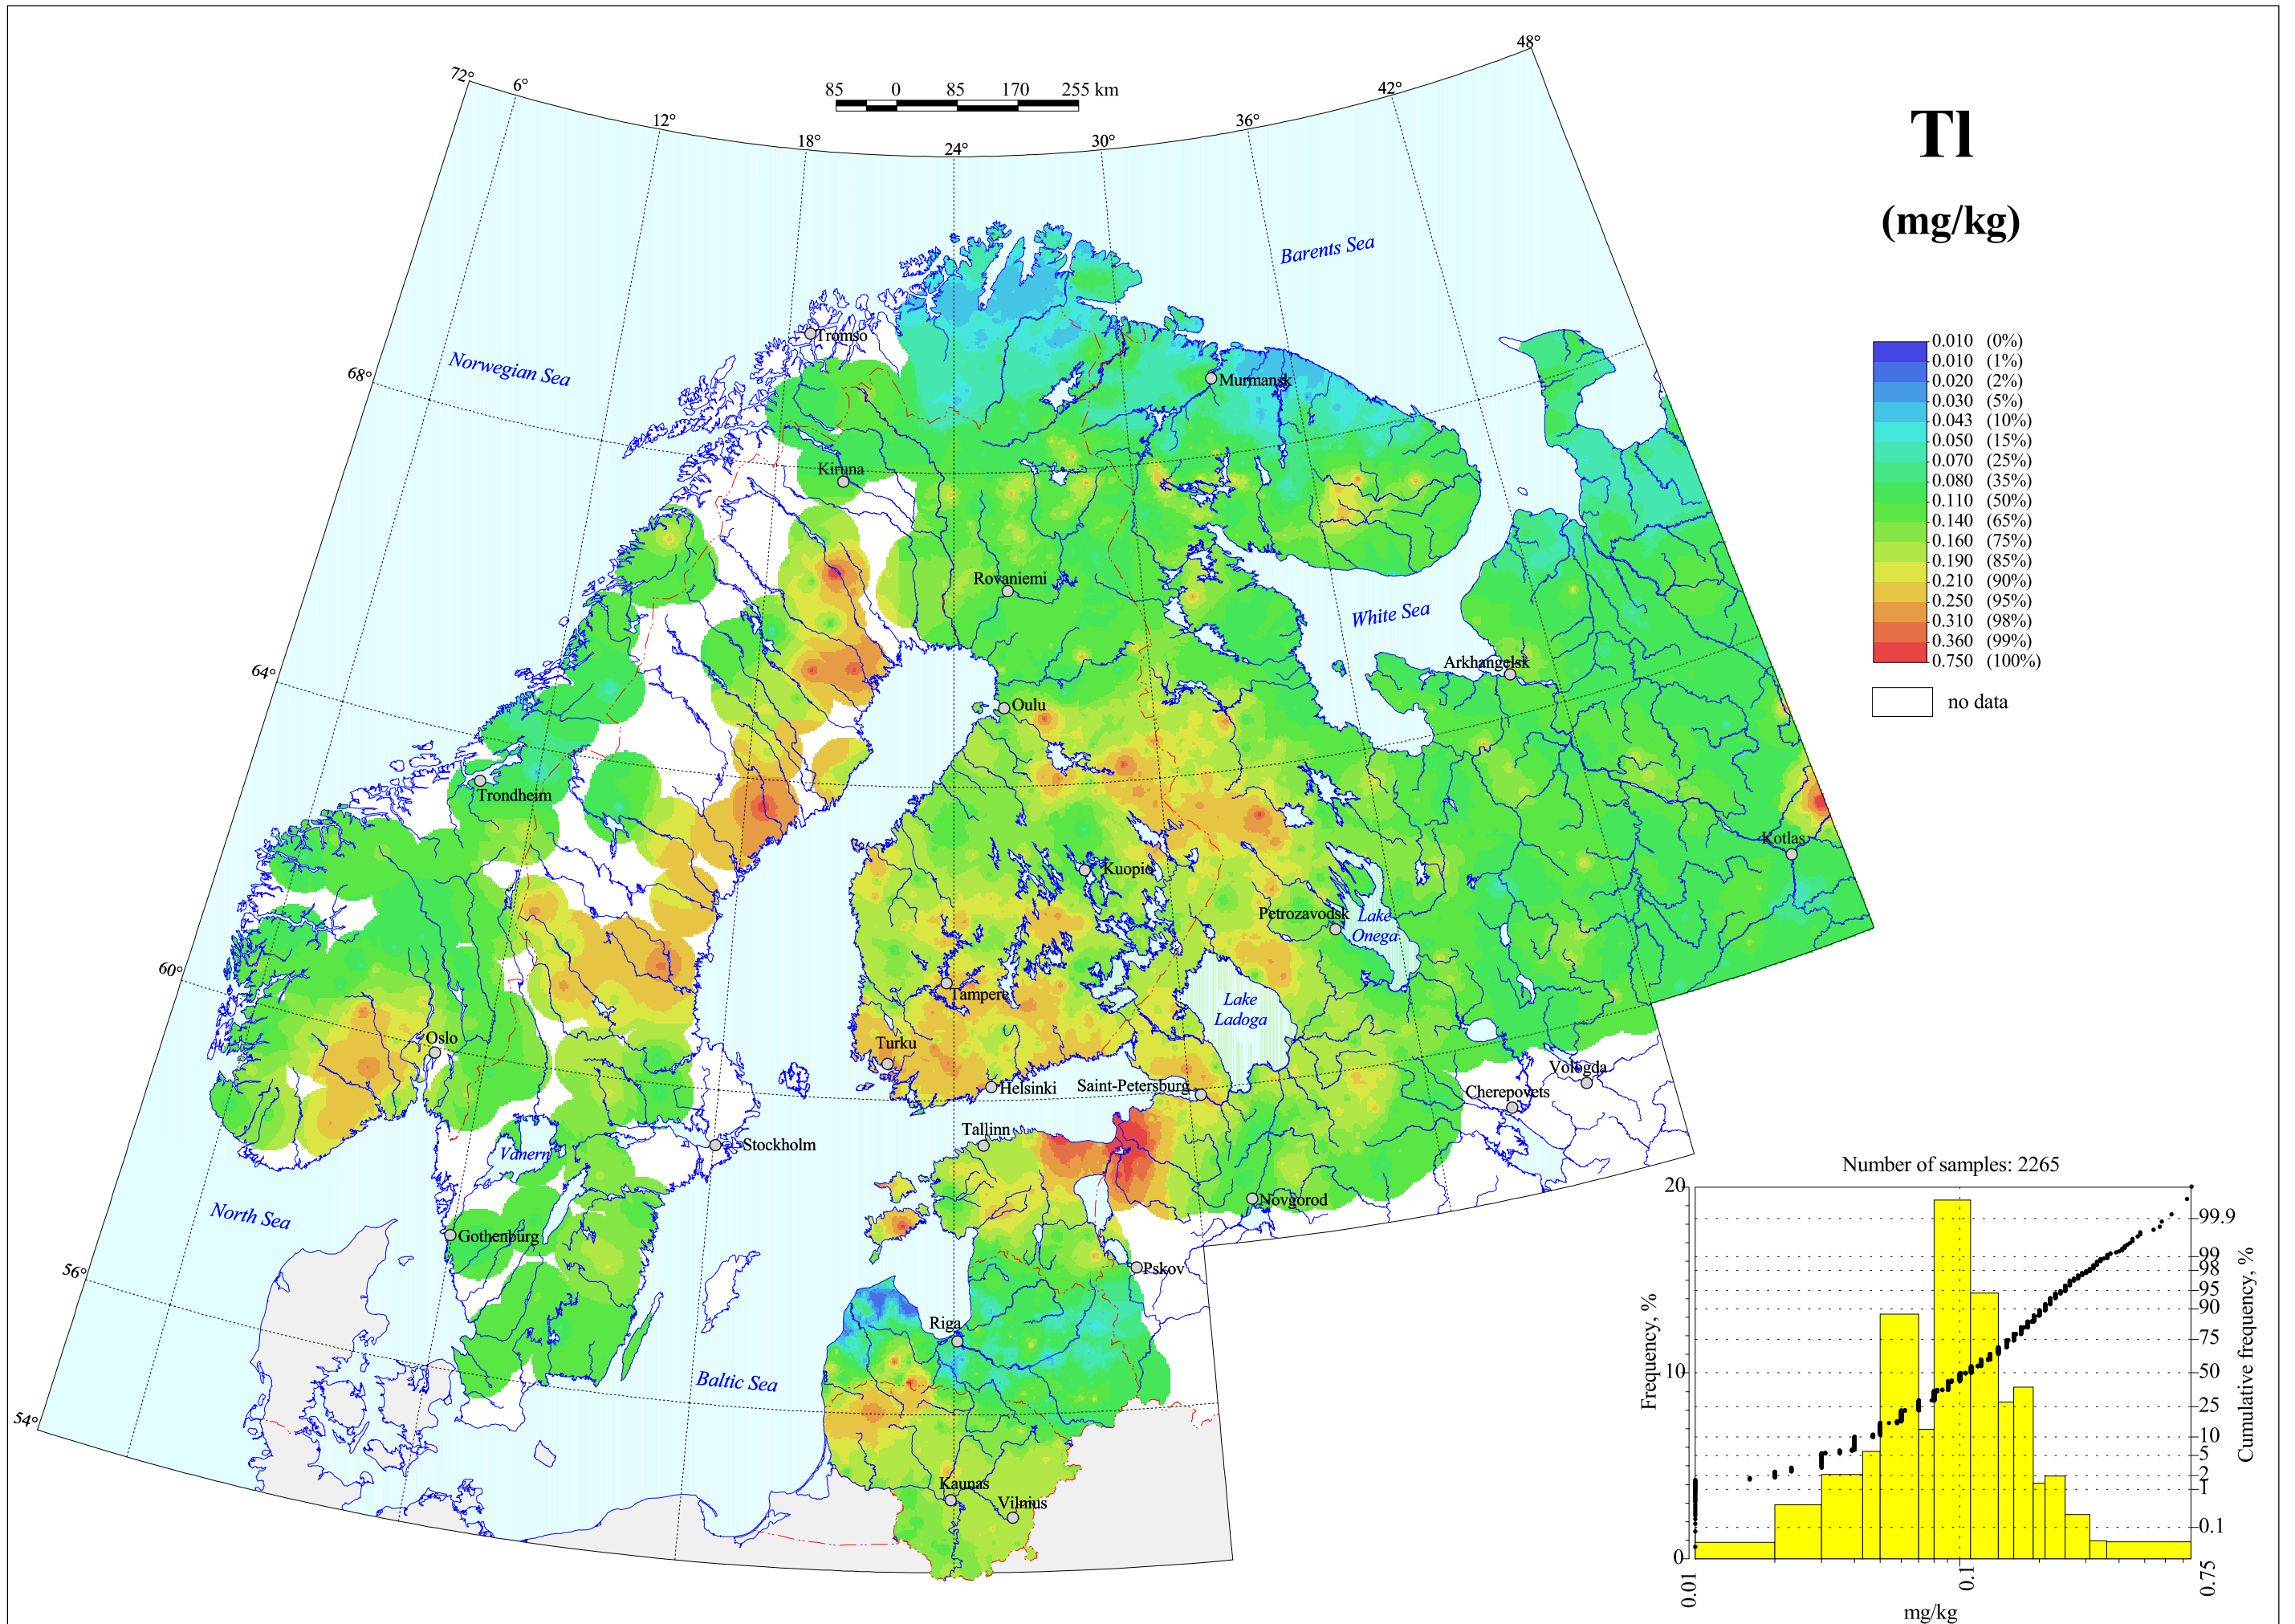 Tl
(mg/kg)
85 0 85 170 255 km
72°
6°
12°
18°
24°
30°
36°
42°
48°
68°
64°
60°
56°
54°
Barents Sea
Norwegian Sea
Tromso
Murmansk
Kiruna
Rovaniemi
White Sea
Arkhangelsk
Oulu
Trondheim
Kotlas
Kuopio
Petrozavodsk
Lake
Onega
Tampere
Lake
Ladoga
Oslo
Turku
Helsinki
Saint-Petersburg
Vologda
Cherepovets
Tallinn
Stockholm
Vanern
Novgorod
North Sea
Gothenburg
Pskov
Riga
Baltic Sea
Kaunas
Vilnius
0.010 (0%)
0.010 (1%)
0.020 (2%)
0.030 (5%)
0.043 (10%)
0.050 (15%)
0.070 (25%)
0.080 (35%)
0.110 (50%)
0.140 (65%)
0.160 (75%)
0.190 (85%)
0.210 (90%)
0.250 (95%)
0.310 (98%)
0.360 (99%)
0.750 (100%)
no data
Number of samples: 2265
20
10
0
Frequency, %
99.9
99
98
95
90
75
50
25
10
5
2
1
0.1
Cumulative frequency, %
0.01
0.1
0.75
mg/kg